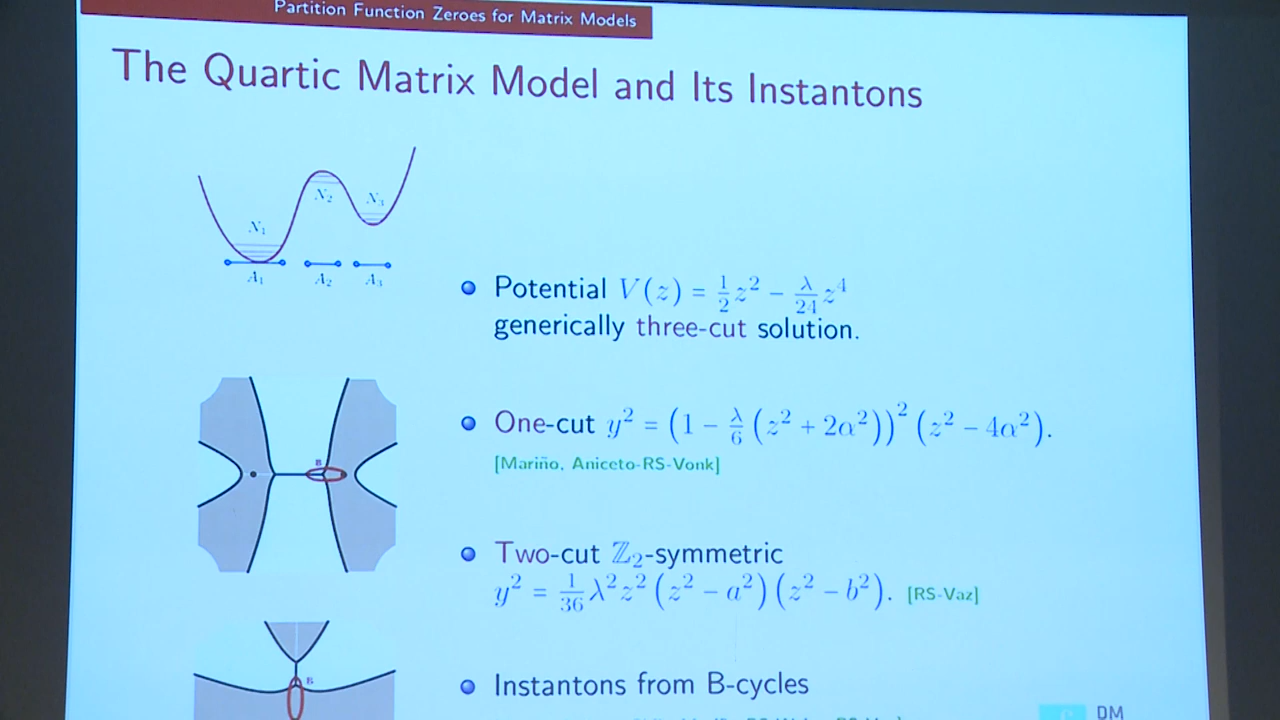 Partition Function Zeroes for Matrix Models
The Quartic Matrix Model and Its Instantons
N₁ N₂ N₃
A₁ A₂ A₃
Potential V(z) = 1/2 z² − λ/24 z⁴
generically three-cut solution.
One-cut y² = (1 − λ/6 (z² + 2α²))² (z² − 4α²).
[Mariño, Aniceto-RS-Vonk]
B
Two-cut ℤ₂-symmetric
y² = 1/36 λ²z² (z² − a²) (z² − b²). [RS-Vaz]
B
Instantons from B-cycles
DM